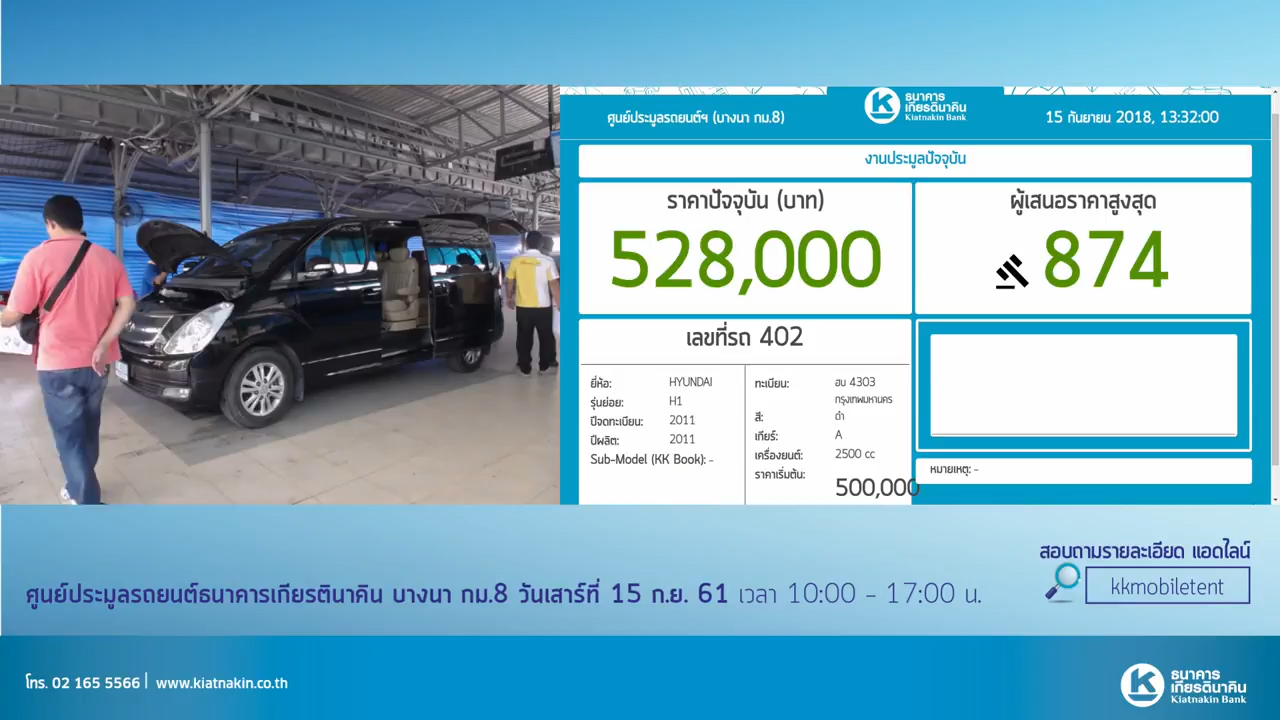 ศูนย์ประมูลรถยนต์ฯ (บางนา กม.8)
ธนาคาร
เกียรตินาคิน
Kiatnakin Bank
15 กันยายน 2018, 13:32:00
งานประมูลปัจจุบัน
ราคาปัจจุบัน (บาท)
528,000
ผู้เสนอราคาสูงสุด
874
เลขที่รถ 402
ยี่ห้อ: HYUNDAI
รุ่นย่อย: H1
ปีจดทะเบียน: 2011
ปีผลิต: 2011
Sub-Model (KK Book): -
ทะเบียน: ฮบ 4303
กรุงเทพมหานคร
สี: ดำ
เกียร์: A
เครื่องยนต์: 2500 cc
ราคาเริ่มต้น: 500,000
หมายเหตุ: -
สอบถามรายละเอียด แอดไลน์
kkmobiletent
ศูนย์ประมูลรถยนต์ธนาคารเกียรตินาคิน บางนา กม.8 วันเสาร์ที่ 15 ก.ย. 61 เวลา 10:00 - 17:00 น.
โทร. 02 165 5566 | www.kiatnakin.co.th
ธนาคาร
เกียรตินาคิน
Kiatnakin Bank